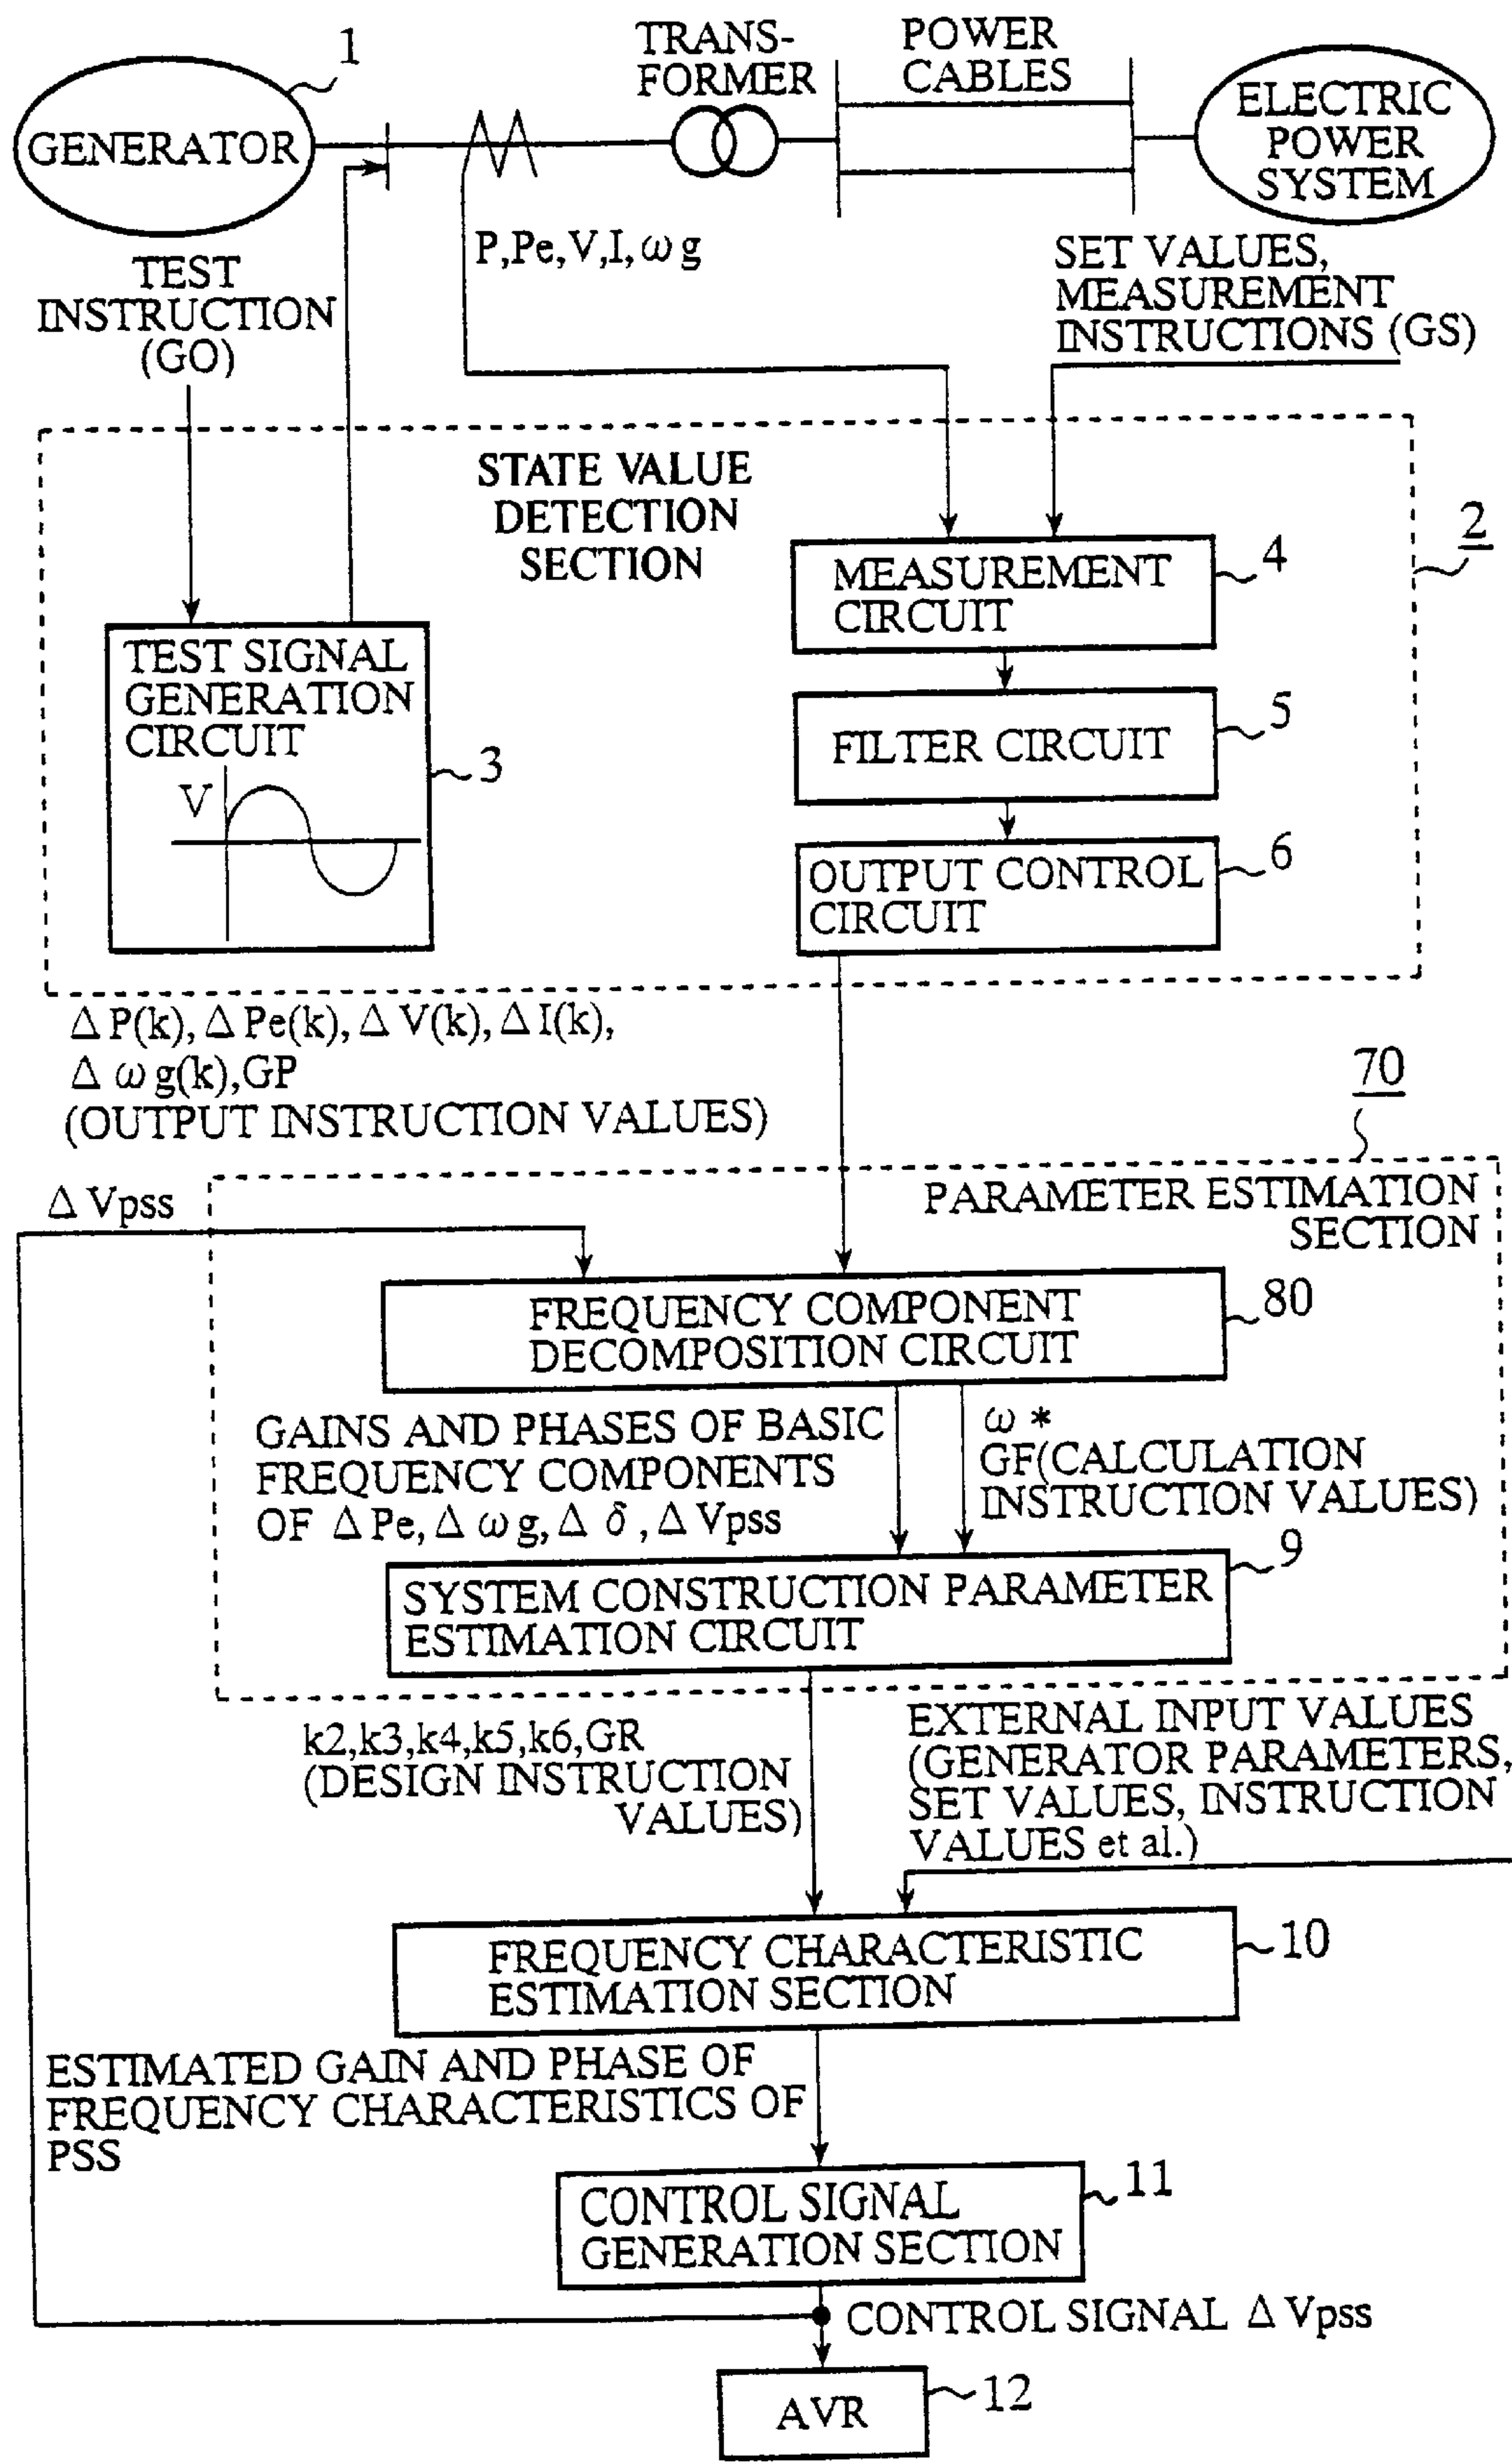 1
TRANS-
FORMER
POWER
CABLES
GENERATOR
ELECTRIC
POWER
SYSTEM
P,Pe,V,I,ωg
TEST
INSTRUCTION
(GO)
SET VALUES,
MEASUREMENT
INSTRUCTIONS (GS)
STATE VALUE
DETECTION
SECTION
2
MEASUREMENT
CIRCUIT
4
TEST SIGNAL
GENERATION
CIRCUIT
V
3
FILTER CIRCUIT
5
OUTPUT CONTROL
CIRCUIT
6
Δ P(k), Δ Pe(k), Δ V(k), Δ I(k),
Δ ωg(k),GP
(OUTPUT INSTRUCTION VALUES)
70
Δ Vpss
PARAMETER ESTIMATION
SECTION
FREQUENCY COMPONENT
DECOMPOSITION CIRCUIT
80
GAINS AND PHASES OF BASIC
FREQUENCY COMPONENTS
OF Δ Pe, Δ ωg, Δ δ, Δ Vpss
ω *
GF(CALCULATION
INSTRUCTION VALUES)
9
SYSTEM CONSTRUCTION PARAMETER
ESTIMATION CIRCUIT
k2,k3,k4,k5,k6,GR
(DESIGN INSTRUCTION
VALUES)
EXTERNAL INPUT VALUES
(GENERATOR PARAMETERS,
SET VALUES, INSTRUCTION
VALUES et al.)
FREQUENCY CHARACTERISTIC
ESTIMATION SECTION
10
ESTIMATED GAIN AND PHASE OF
FREQUENCY CHARACTERISTICS OF
PSS
CONTROL SIGNAL
GENERATION SECTION
11
CONTROL SIGNAL Δ Vpss
AVR
12